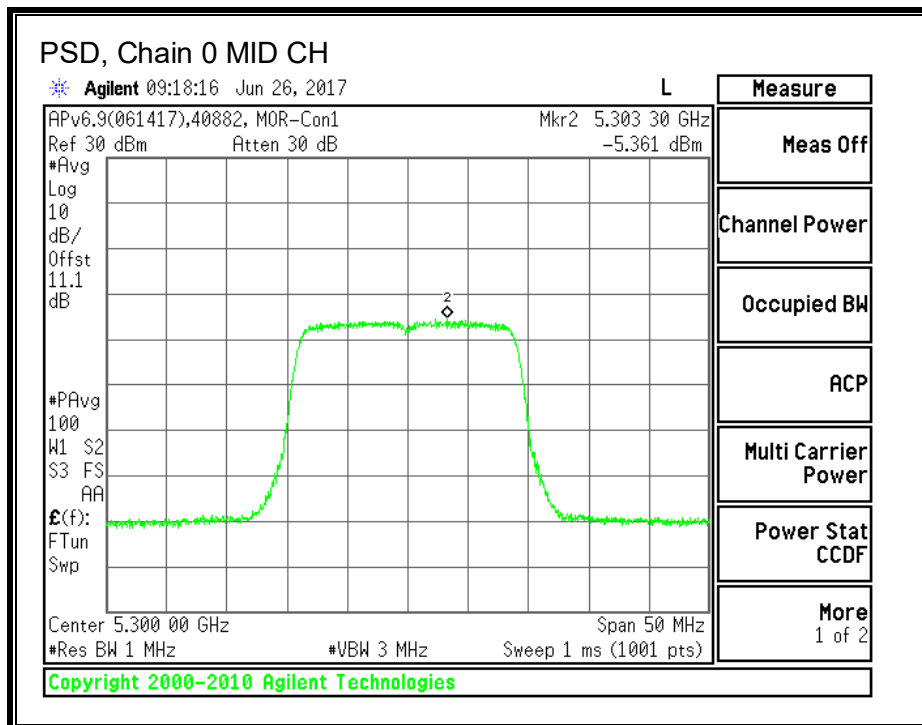 PSD, Chain 0 MID CH
Agilent 09:18:16 Jun 26, 2017 L
APv6.9(061417),40882, MOR-Con1 Mkr2 5.303 30 GHz
Ref 30 dBm Atten 30 dB -5.361 dBm
#Avg
Log
10
dB/
Offst
11.1
dB
2
#PAvg
100
W1 S2
S3 FS
AA
£(f):
FTun
Swp
Center 5.300 00 GHz Span 50 MHz
#Res BW 1 MHz #VBW 3 MHz Sweep 1 ms (1001 pts)
Copyright 2000-2010 Agilent Technologies
Measure
Meas Off
Channel Power
Occupied BW
ACP
Multi Carrier
Power
Power Stat
CCDF
More
1 of 2